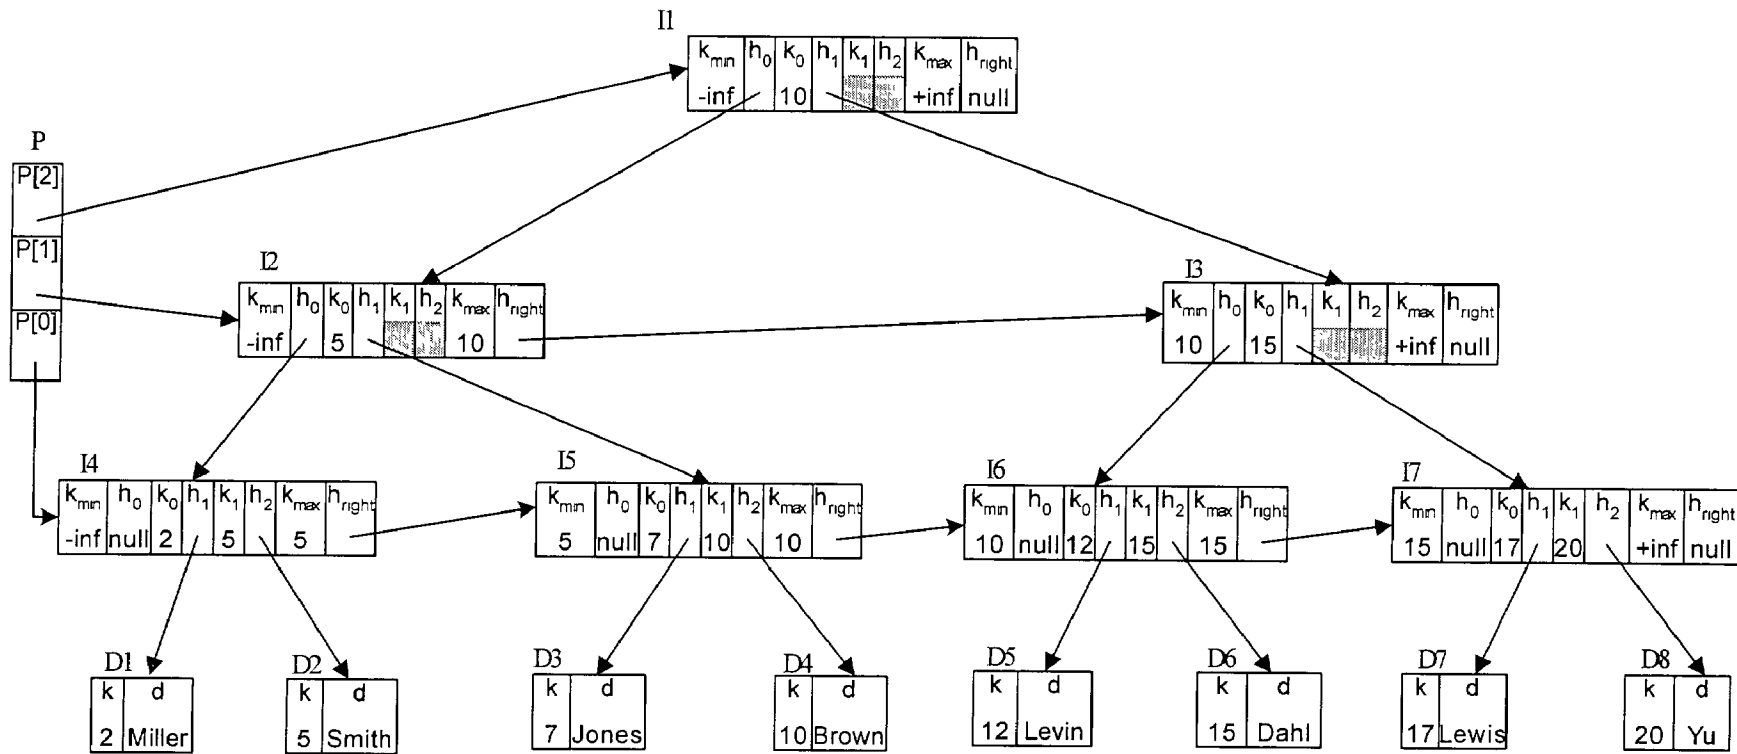 I1
k_min h_0 k_0 h_1 k_1 h_2 k_max h_right
-inf 10 +inf null
P
P[2]
P[1]
P[0]
I2
k_min h_0 k_0 h_1 k_1 h_2 k_max h_right
-inf 5 10
I3
k_min h_0 k_0 h_1 k_1 h_2 k_max h_right
10 15 +inf null
I4
k_min h_0 k_0 h_1 k_1 h_2 k_max h_right
-inf null 2 5 5
I5
k_min h_0 k_0 h_1 k_1 h_2 k_max h_right
5 null 7 10 10
I6
k_min h_0 k_0 h_1 k_1 h_2 k_max h_right
10 null 12 15 15
I7
k_min h_0 k_0 h_1 k_1 h_2 k_max h_right
15 null 17 20 +inf null
D1
k d
2 Miller
D2
k d
5 Smith
D3
k d
7 Jones
D4
k d
10 Brown
D5
k d
12 Levin
D6
k d
15 Dahl
D7
k d
17 Lewis
D8
k d
20 Yu